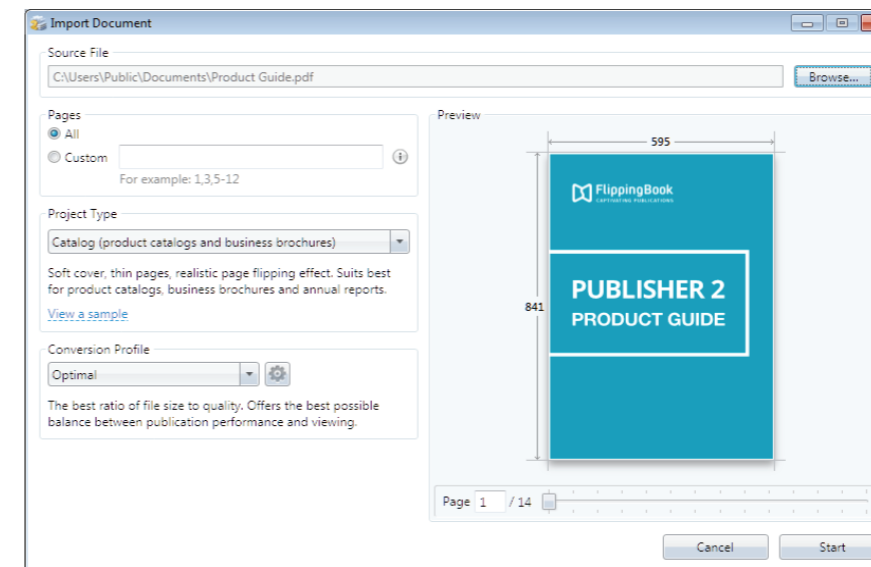 Import Document
Source File
C:\Users\Public\Documents\Product Guide.pdf
Browse...
Pages
All
Custom
For example: 1,3,5-12
Project Type
Catalog (product catalogs and business brochures)
Soft cover, thin pages, realistic page flipping effect. Suits best
for product catalogs, business brochures and annual reports.
View a sample
Conversion Profile
Optimal
The best ratio of file size to quality. Offers the best possible
balance between publication performance and viewing.
Preview
595
841
FlippingBook
CAPTIVATING PUBLICATIONS
PUBLISHER 2
PRODUCT GUIDE
Page 1 / 14
Cancel
Start